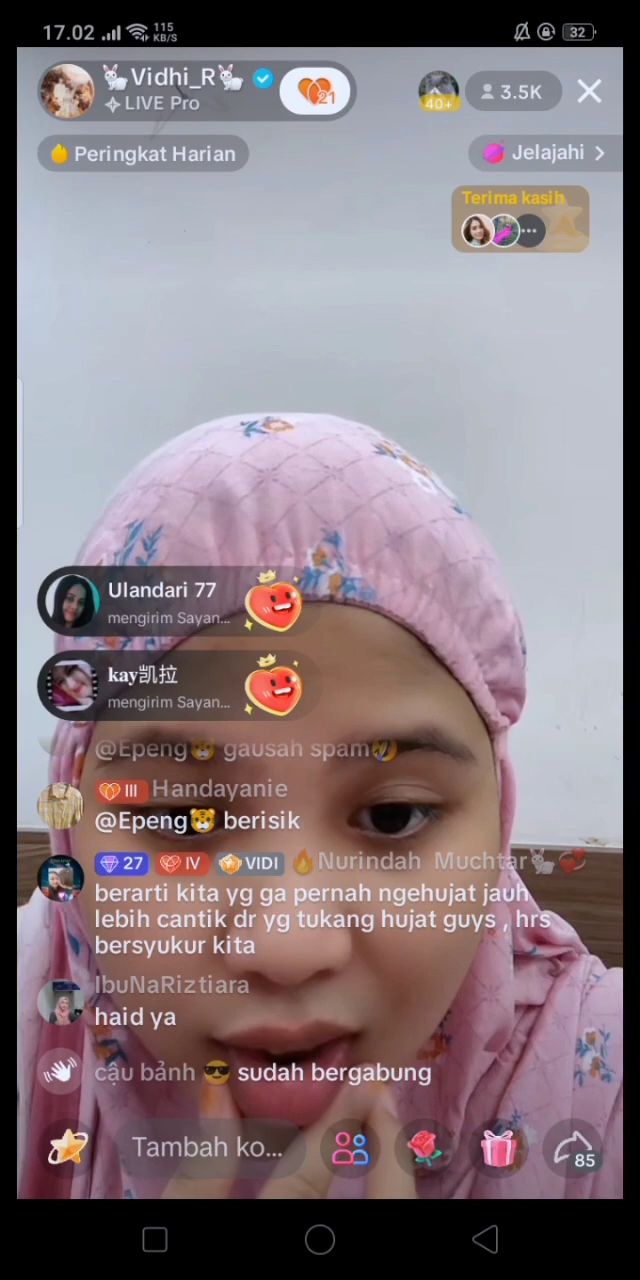 17.02 115 KB/S 32
Vidhi_R 21 40+ 3.5K
LIVE Pro
Peringkat Harian Jelajahi
Terima kasih
Ulandari 77
mengirim Sayan...
kay凯拉
mengirim Sayan...
@Epeng🐯 gausah spam🤣
III Handayanie
@Epeng🐯 berisik
27 IV VIDI 🔥Nurindah Muchtar🐇💞
berarti kita yg ga pernah ngehujat jauh
lebih cantik dr yg tukang hujat guys , hrs
bersyukur kita
IbuNaRiztiara
haid ya
cậu bảnh 😎 sudah bergabung
Tambah ko... 85